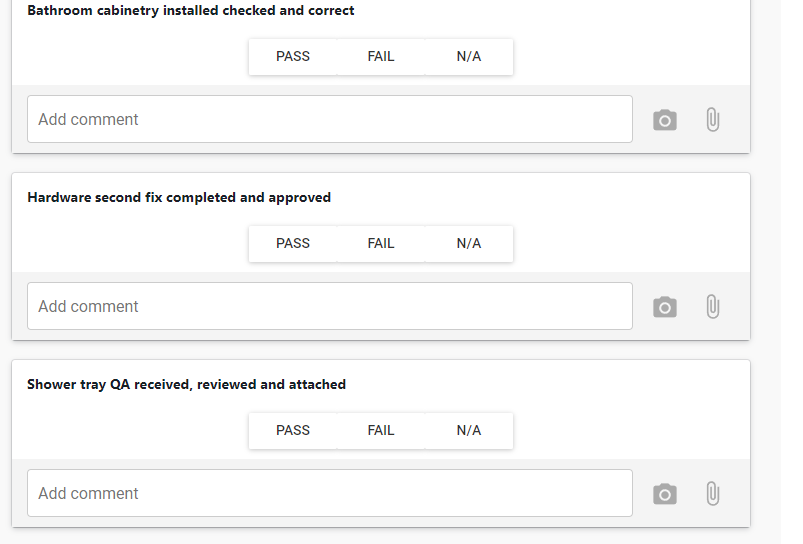 Bathroom cabinetry installed checked and correct
PASS FAIL N/A
Add comment
Hardware second fix completed and approved
PASS FAIL N/A
Add comment
Shower tray QA received, reviewed and attached
PASS FAIL N/A
Add comment